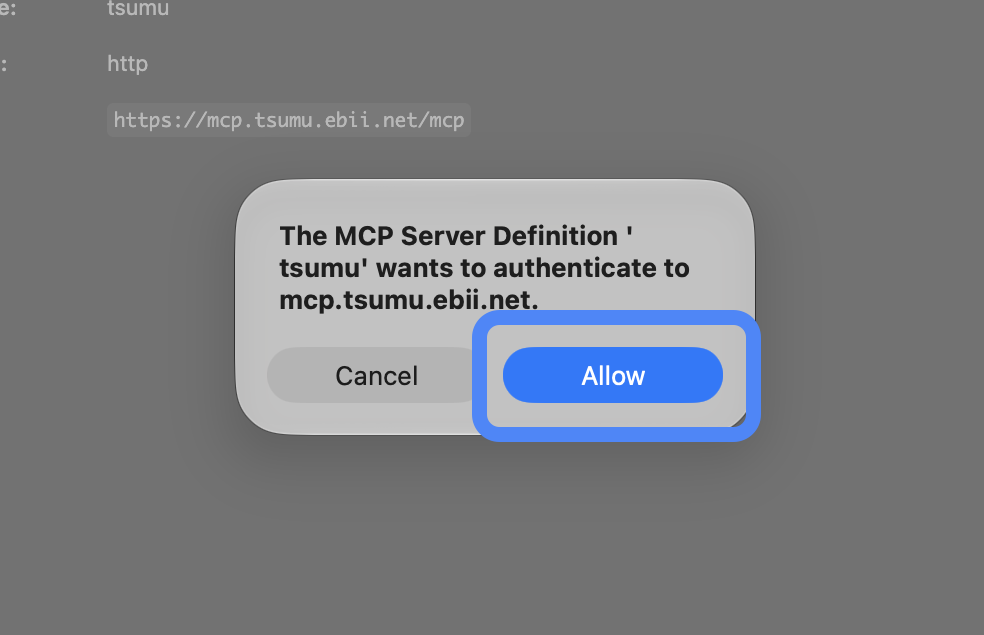 e: tsumu
: http
https://mcp.tsumu.ebii.net/mcp
The MCP Server Definition '
tsumu' wants to authenticate to
mcp.tsumu.ebii.net.
Cancel
Allow